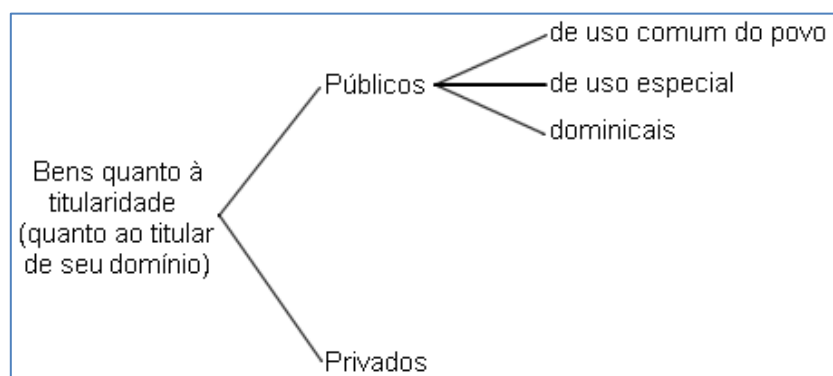 de uso comum do povo
Públicos
de uso especial
dominicais
Bens quanto à
titularidade
(quanto ao titular
de seu domínio)
Privados